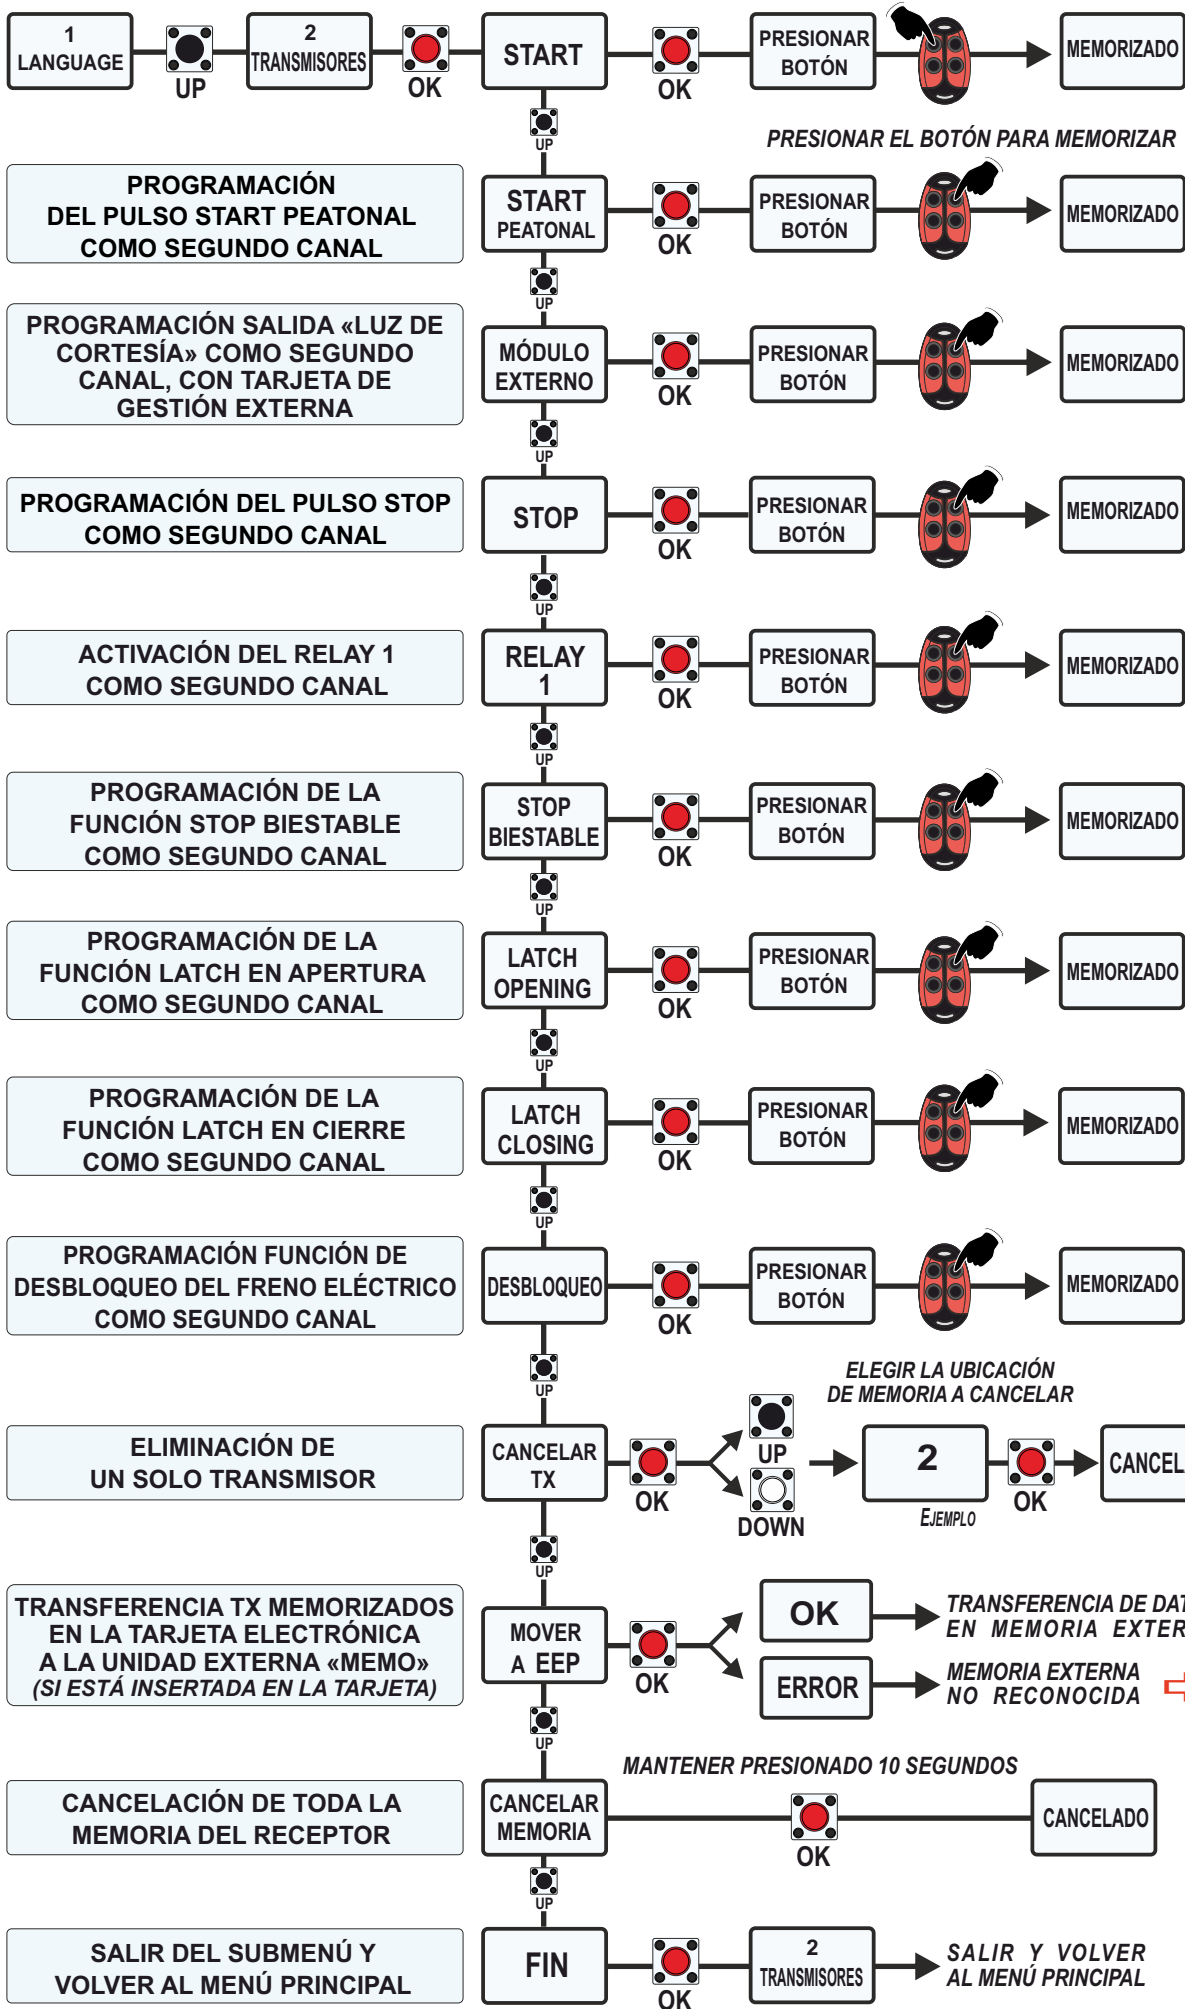 1
LANGUAGE
UP
2
TRANSMISORES
OK
START
OK
PRESIONAR
BOTÓN
MEMORIZADO
UP
PRESIONAR EL BOTÓN PARA MEMORIZAR
PROGRAMACIÓN
DEL PULSO START PEATONAL
COMO SEGUNDO CANAL
START
PEATONAL
OK
PRESIONAR
BOTÓN
MEMORIZADO
UP
PROGRAMACIÓN SALIDA «LUZ DE
CORTESÍA» COMO SEGUNDO
CANAL, CON TARJETA DE
GESTIÓN EXTERNA
MÓDULO
EXTERNO
OK
PRESIONAR
BOTÓN
MEMORIZADO
UP
PROGRAMACIÓN DEL PULSO STOP
COMO SEGUNDO CANAL
STOP
OK
PRESIONAR
BOTÓN
MEMORIZADO
UP
ACTIVACIÓN DEL RELAY 1
COMO SEGUNDO CANAL
RELAY
1
OK
PRESIONAR
BOTÓN
MEMORIZADO
UP
PROGRAMACIÓN DE LA
FUNCIÓN STOP BIESTABLE
COMO SEGUNDO CANAL
STOP
BIESTABLE
OK
PRESIONAR
BOTÓN
MEMORIZADO
UP
PROGRAMACIÓN DE LA
FUNCIÓN LATCH EN APERTURA
COMO SEGUNDO CANAL
LATCH
OPENING
OK
PRESIONAR
BOTÓN
MEMORIZADO
UP
PROGRAMACIÓN DE LA
FUNCIÓN LATCH EN CIERRE
COMO SEGUNDO CANAL
LATCH
CLOSING
OK
PRESIONAR
BOTÓN
MEMORIZADO
UP
PROGRAMACIÓN FUNCIÓN DE
DESBLOQUEO DEL FRENO ELÉCTRICO
COMO SEGUNDO CANAL
DESBLOQUEO
OK
PRESIONAR
BOTÓN
MEMORIZADO
UP
ELEGIR LA UBICACIÓN
DE MEMORIA A CANCELAR
ELIMINACIÓN DE
UN SOLO TRANSMISOR
CANCELAR
TX
OK
UP
DOWN
2
EJEMPLO
OK
CANCEL
UP
TRANSFERENCIA TX MEMORIZADOS
EN LA TARJETA ELECTRÓNICA
A LA UNIDAD EXTERNA «MEMO»
(SI ESTÁ INSERTADA EN LA TARJETA)
MOVER
A EEP
OK
OK
TRANSFERENCIA DE DAT
EN MEMORIA EXTER
ERROR
MEMORIA EXTERNA
NO RECONOCIDA
UP
MANTENER PRESIONADO 10 SEGUNDOS
CANCELACIÓN DE TODA LA
MEMORIA DEL RECEPTOR
CANCELAR
MEMORIA
OK
CANCELADO
UP
SALIR DEL SUBMENÚ Y
VOLVER AL MENÚ PRINCIPAL
FIN
OK
2
TRANSMISORES
SALIR Y VOLVER
AL MENÚ PRINCIPAL